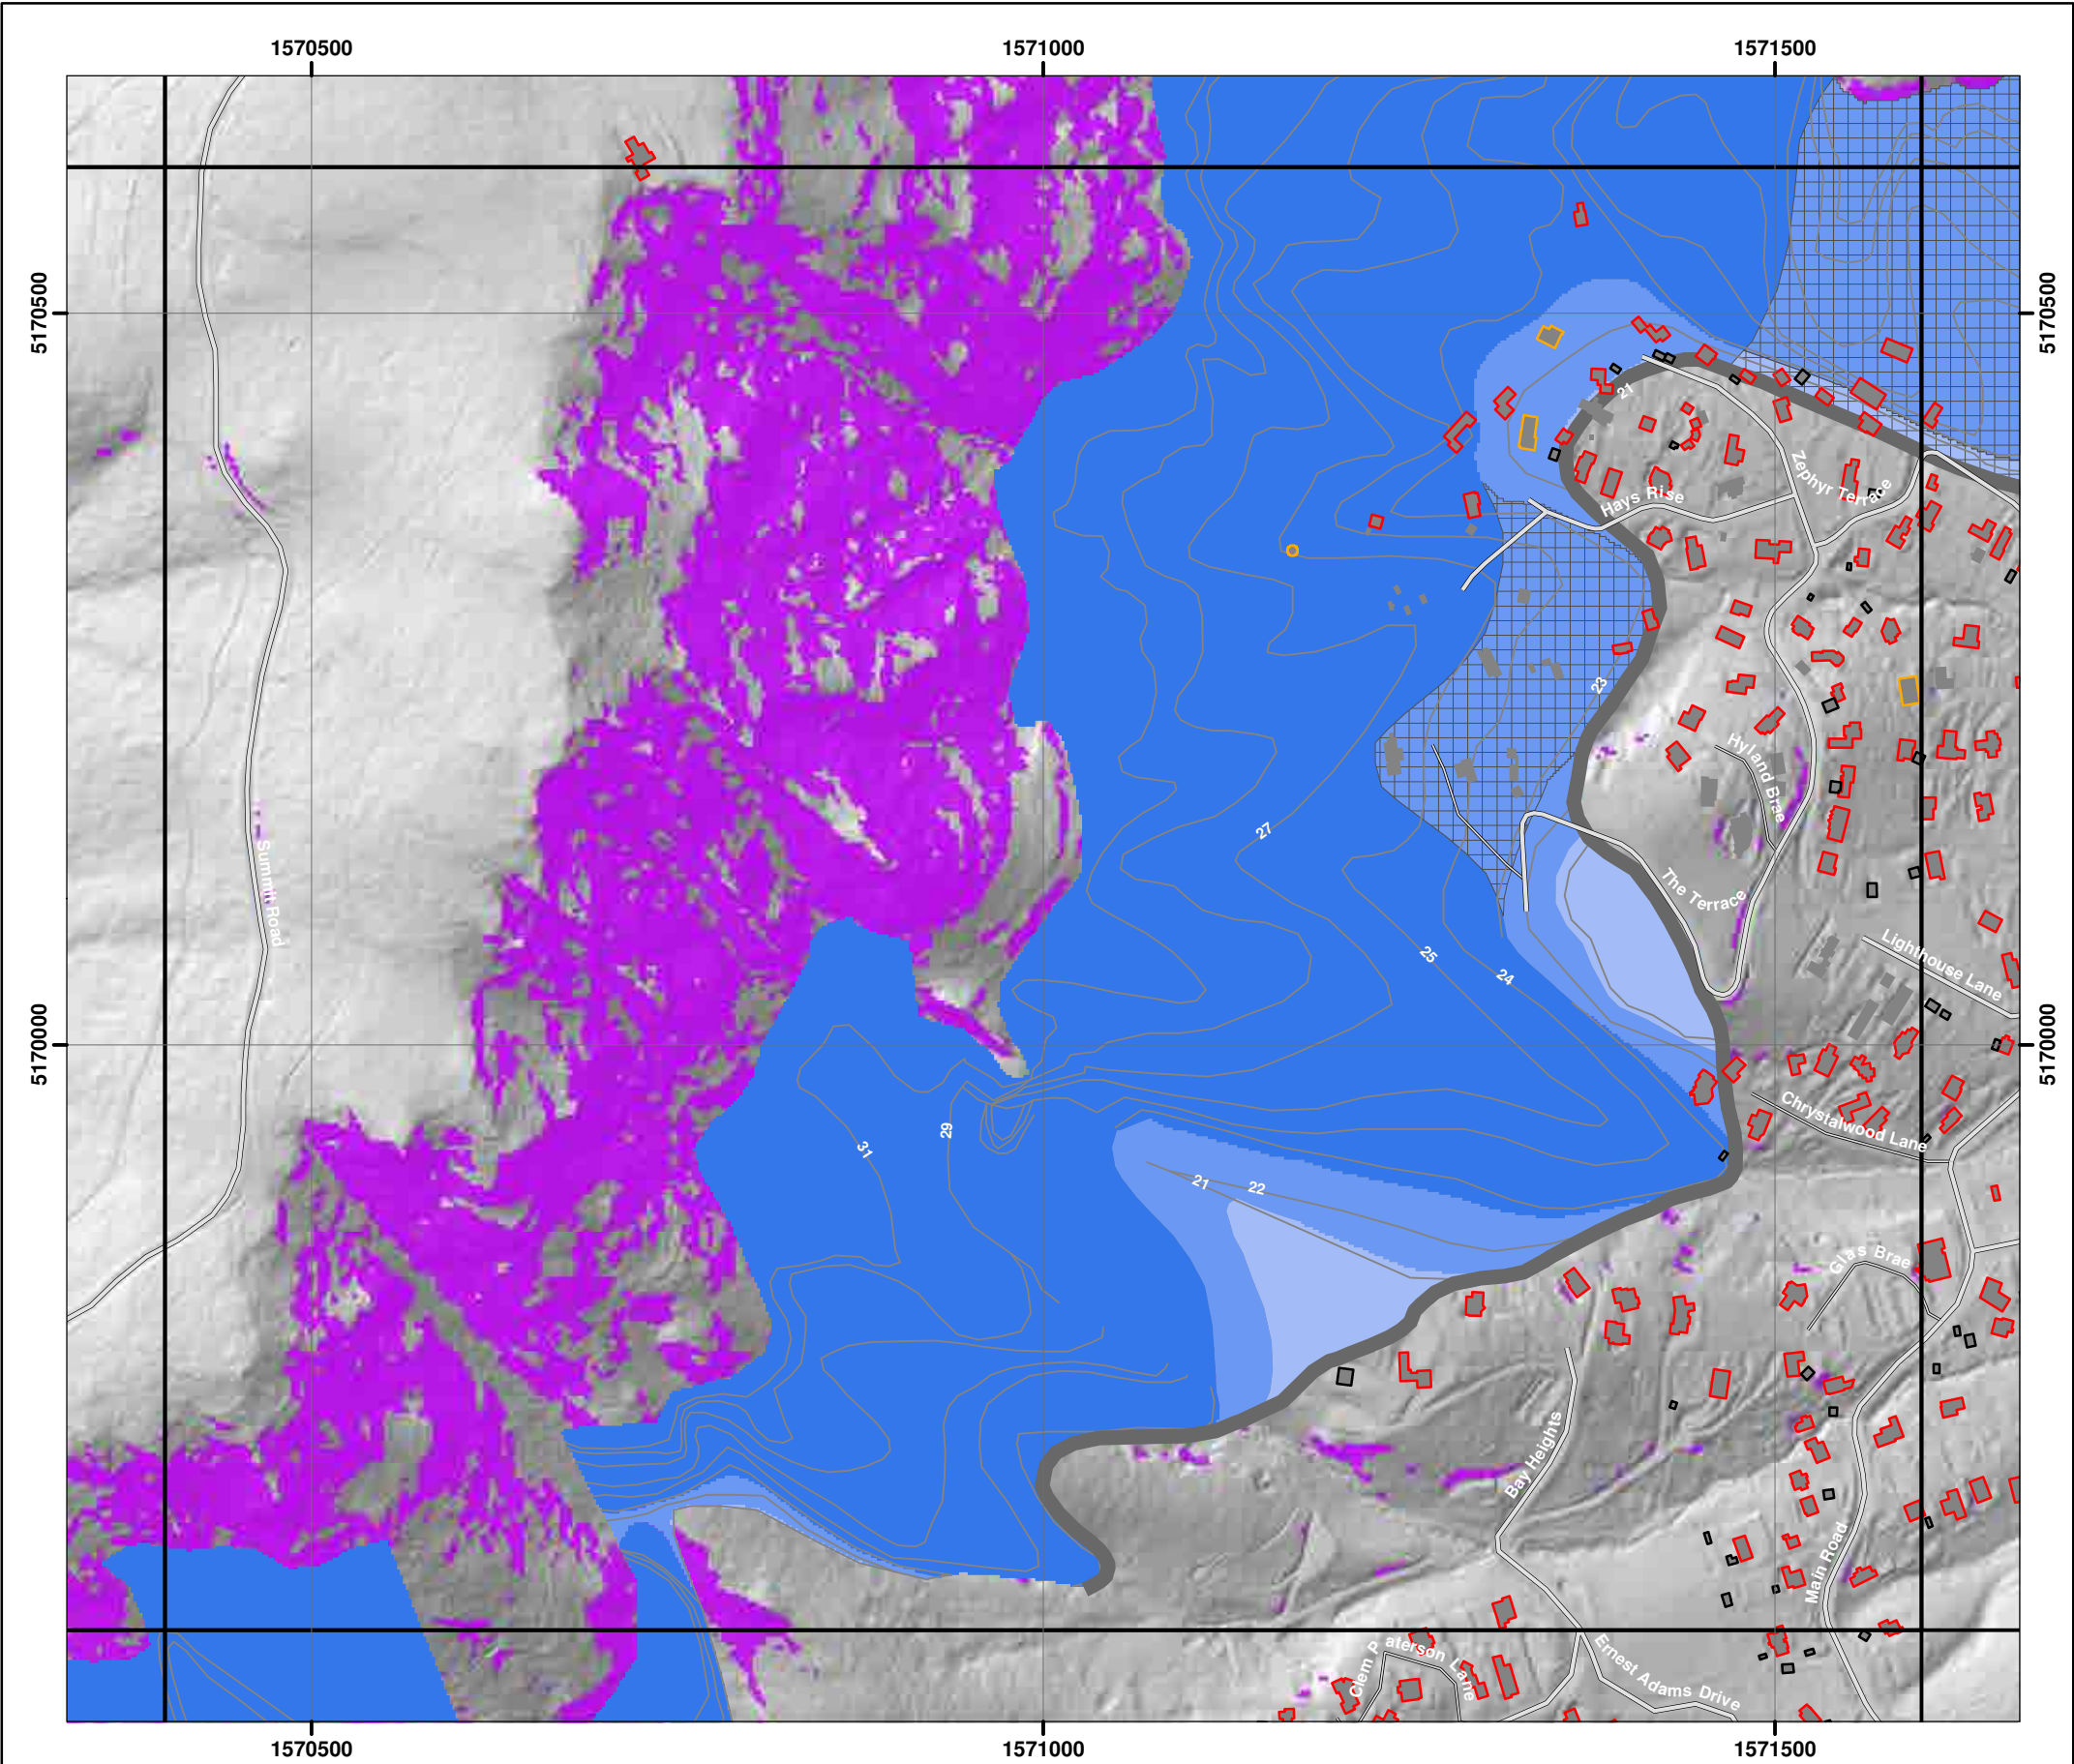 1570500 1571000 1571500
5170500 5170500
21
Zephyr Terrace
Hays Rise
23
Hyland Brae
27
Summit Road
The Terrace
25
24
Lighthouse Lane
5170000 5170000
Chrystalwood Lane
31
29
21
22
Glas Brae
Bay Heights
Main Road
Clem Paterson Lane
Ernest Adams Drive
1570500 1571000 1571500